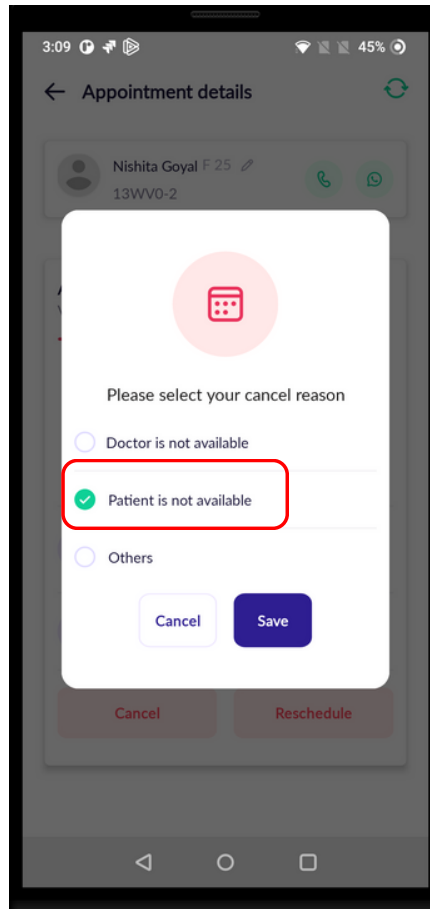 3:09 45%
Appointment details
Nishita Goyal F 25
13WV0-2
Please select your cancel reason
Doctor is not available
Patient is not available
Others
Cancel Save
Cancel Reschedule